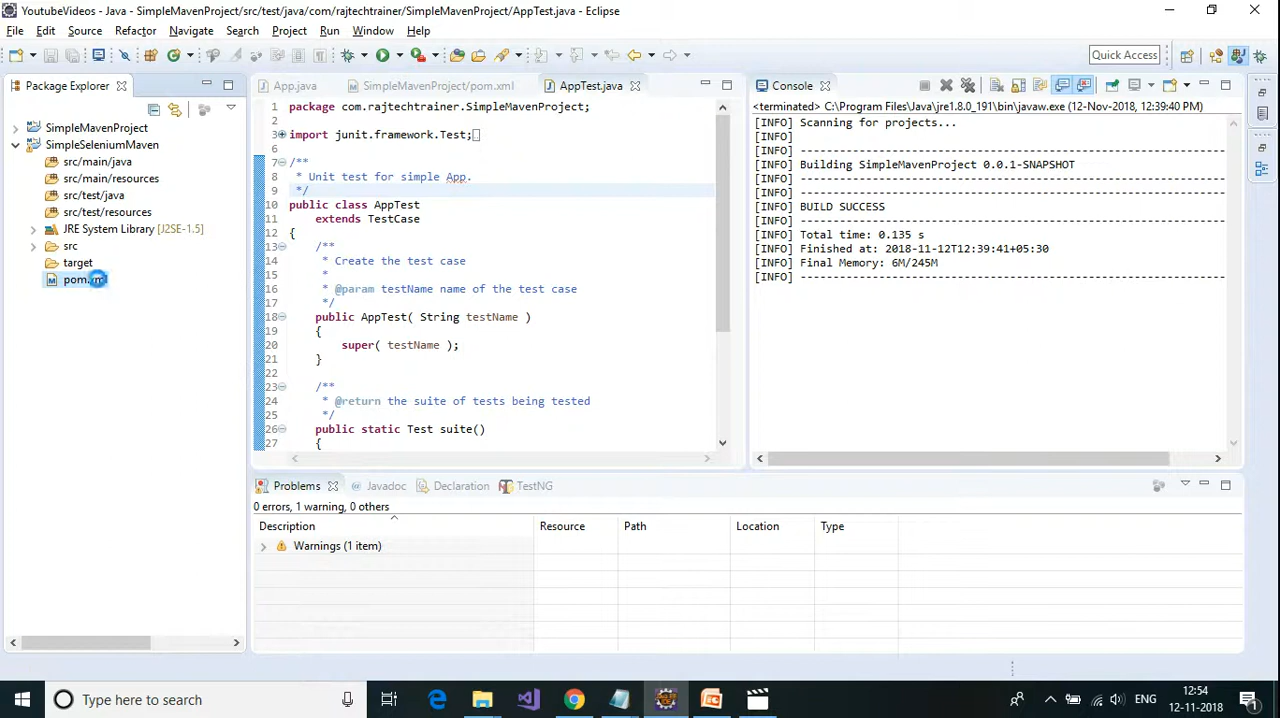 YoutubeVideos - Java - SimpleMavenProject/src/test/java/com/rajtechtrainer/SimpleMavenProject/AppTest.java - Eclipse
File Edit Source Refactor Navigate Search Project Run Window Help
Quick Access
Package Explorer
SimpleMavenProject
SimpleSeleniumMaven
src/main/java
src/main/resources
src/test/java
src/test/resources
JRE System Library [J2SE-1.5]
src
target
App.java SimpleMavenProject/pom.xml AppTest.java
1 package com.rajtechtrainer.SimpleMavenProject;
2
3 import junit.framework.Test;
6
7 /**
8 * Unit test for simple App.
9 */
10 public class AppTest
11 extends TestCase
12 {
13 /**
14 * Create the test case
15 *
16 * @param testName name of the test case
17 */
18 public AppTest( String testName )
19 {
20 super( testName );
21 }
22
23 /**
24 * @return the suite of tests being tested
25 */
26 public static Test suite()
27 {
Console
<terminated> C:\Program Files\Java\jre1.8.0_191\bin\javaw.exe (12-Nov-2018, 12:39:40 PM)
[INFO] Scanning for projects...
[INFO]
[INFO] ------------------------------------------------------------------------
[INFO] Building SimpleMavenProject 0.0.1-SNAPSHOT
[INFO] ------------------------------------------------------------------------
[INFO] ------------------------------------------------------------------------
[INFO] BUILD SUCCESS
[INFO] ------------------------------------------------------------------------
[INFO] Total time: 0.135 s
[INFO] Finished at: 2018-11-12T12:39:41+05:30
[INFO] Final Memory: 6M/245M
[INFO] ------------------------------------------------------------------------
Problems Javadoc Declaration TestNG
0 errors, 1 warning, 0 others
Description Resource Path Location Type
Warnings (1 item)
Type here to search
ENG
12:54
12-11-2018
1